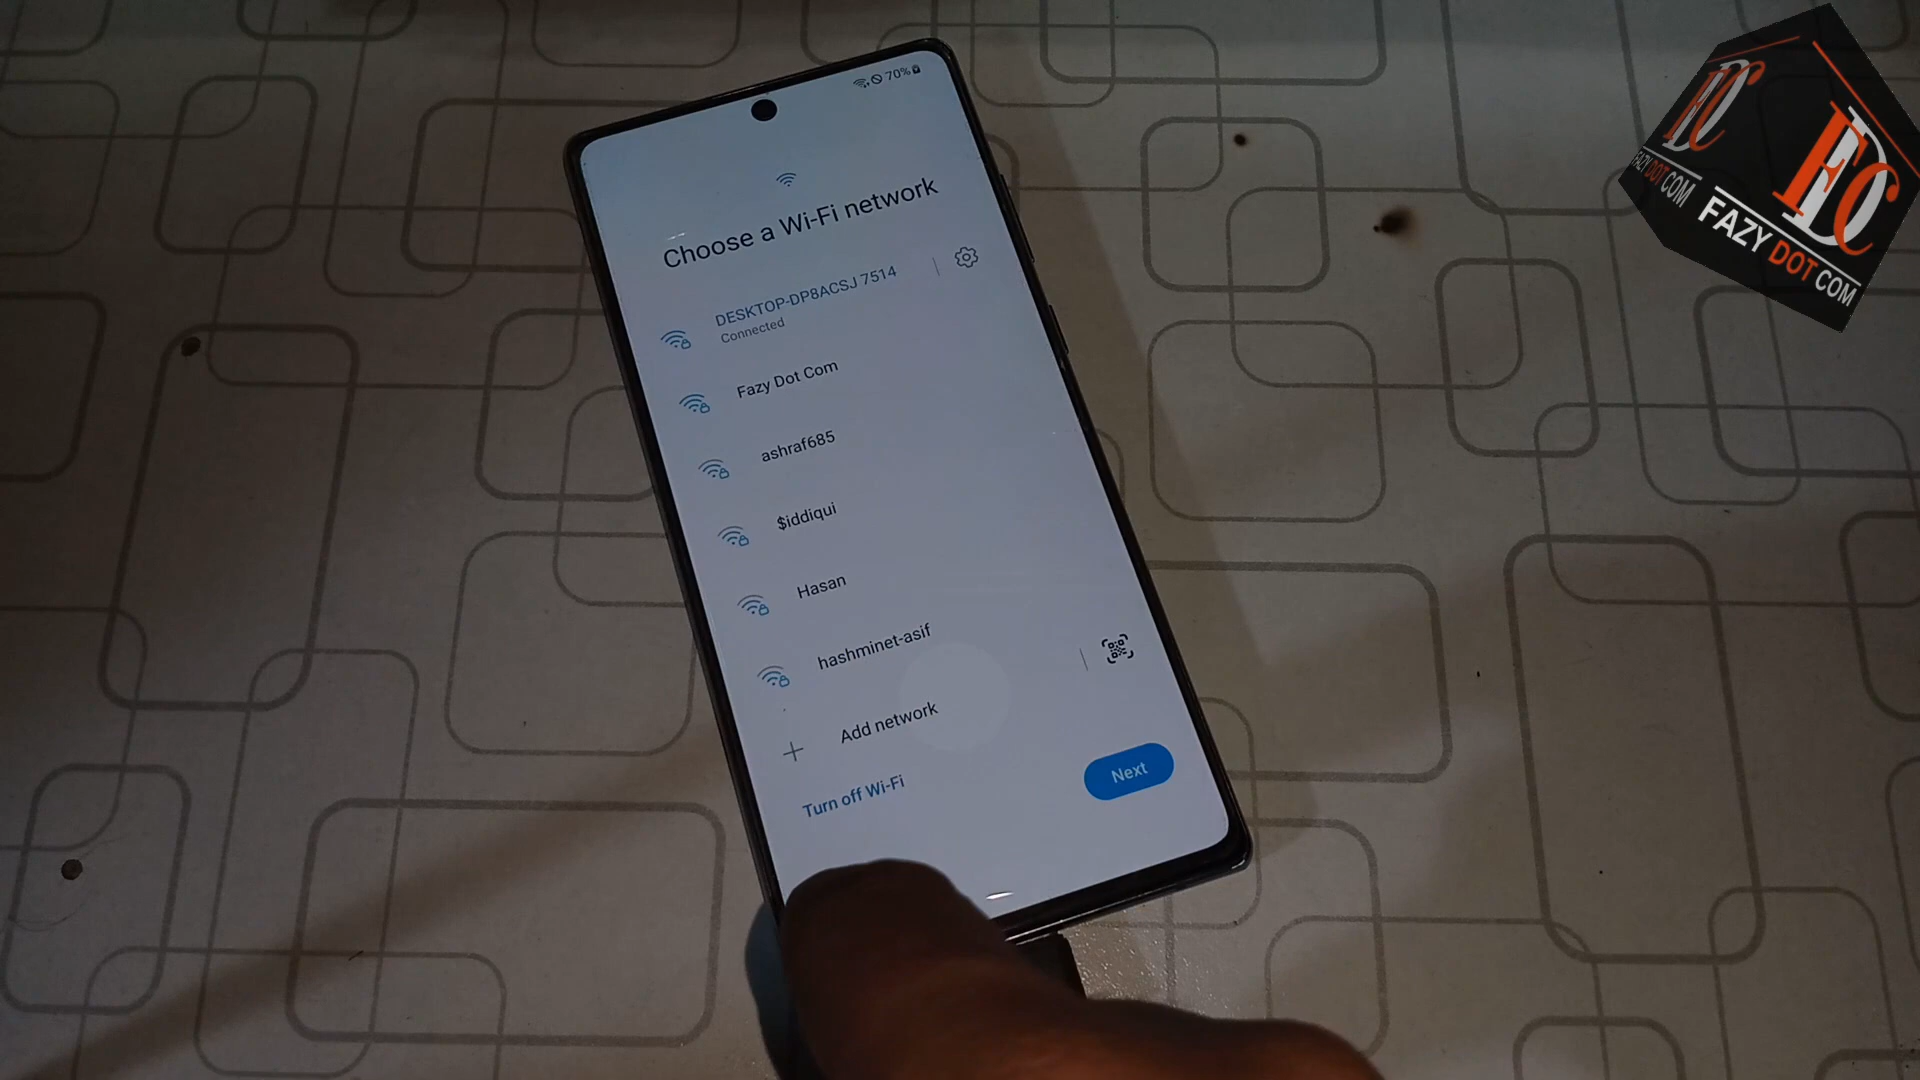 70%
Choose a Wi-Fi network
DESKTOP-DP8ACSJ 7514
Connected
Fazy Dot Com
ashraf685
$iddiqui
Hasan
hashminet-asif
Add network
Turn off Wi-Fi
Next
FDC
FAZY DOT COM
FDC
FAZY DOT COM